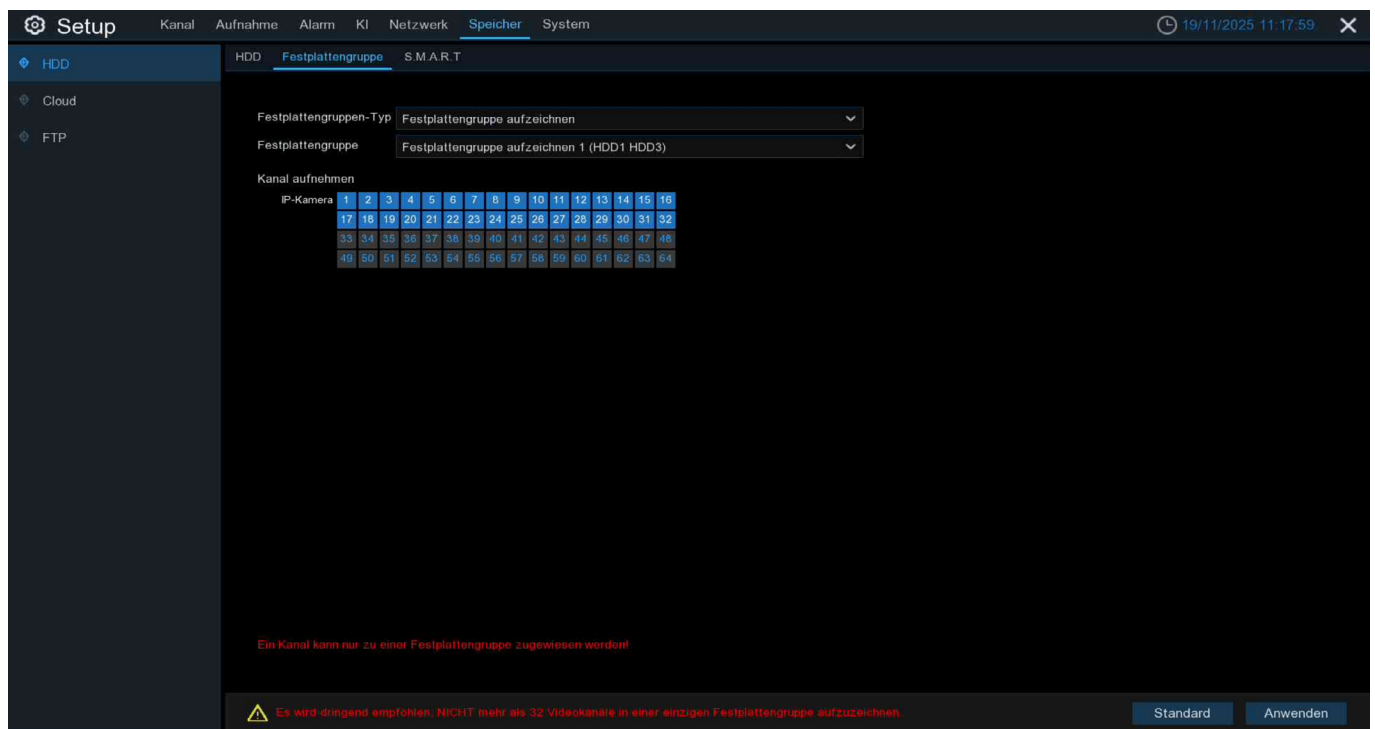 Setup Kanal Aufnahme Alarm KI Netzwerk Speicher System 19/11/2025 11:17:59
HDD
Cloud
FTP
HDD Festplattengruppe S.M.A.R.T
Festplattengruppen-Typ Festplattengruppe aufzeichnen
Festplattengruppe Festplattengruppe aufzeichnen 1 (HDD1 HDD3)
Kanal aufnehmen
IP-Kamera 1 2 3 4 5 6 7 8 9 10 11 12 13 14 15 16
17 18 19 20 21 22 23 24 25 26 27 28 29 30 31 32
33 34 35 36 37 38 39 40 41 42 43 44 45 46 47 48
49 50 51 52 53 54 55 56 57 58 59 60 61 62 63 64
Ein Kanal kann nur zu einer Festplattengruppe zugewiesen werden!
Es wird dringend empfohlen, NICHT mehr als 32 Videokanäle in einer einzigen Festplattengruppe aufzuzeichnen.
Standard Anwenden